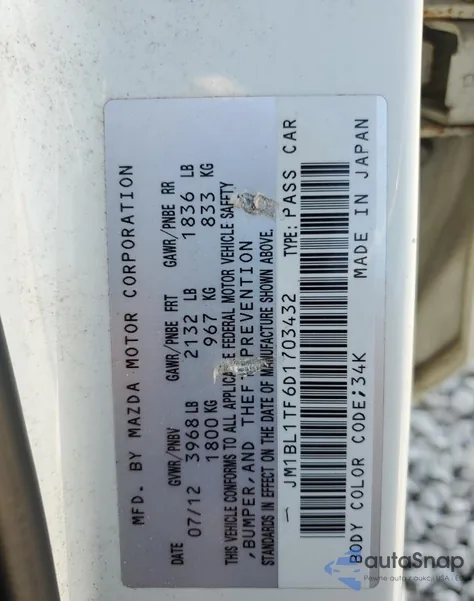 MFD. BY MAZDA MOTOR CORPORATION
GVWR/PNBV GAWR/PNBE FRT GAWR/PNBE RR
DATE 07/12 3968 LB 2132 LB 1836 LB
1800 KG 967 KG 833 KG
THIS VEHICLE CONFORMS TO ALL APPLICABLE FEDERAL MOTOR VEHICLE SAFETY
,BUMPER, AND THEFT PREVENTION
STANDARDS IN EFFECT ON THE DATE OF MANUFACTURE SHOWN ABOVE.
JM1BL1TF6D1703432 TYPE: PASS CAR
BODY COLOR CODE;34K MADE IN JAPAN
autoSnap